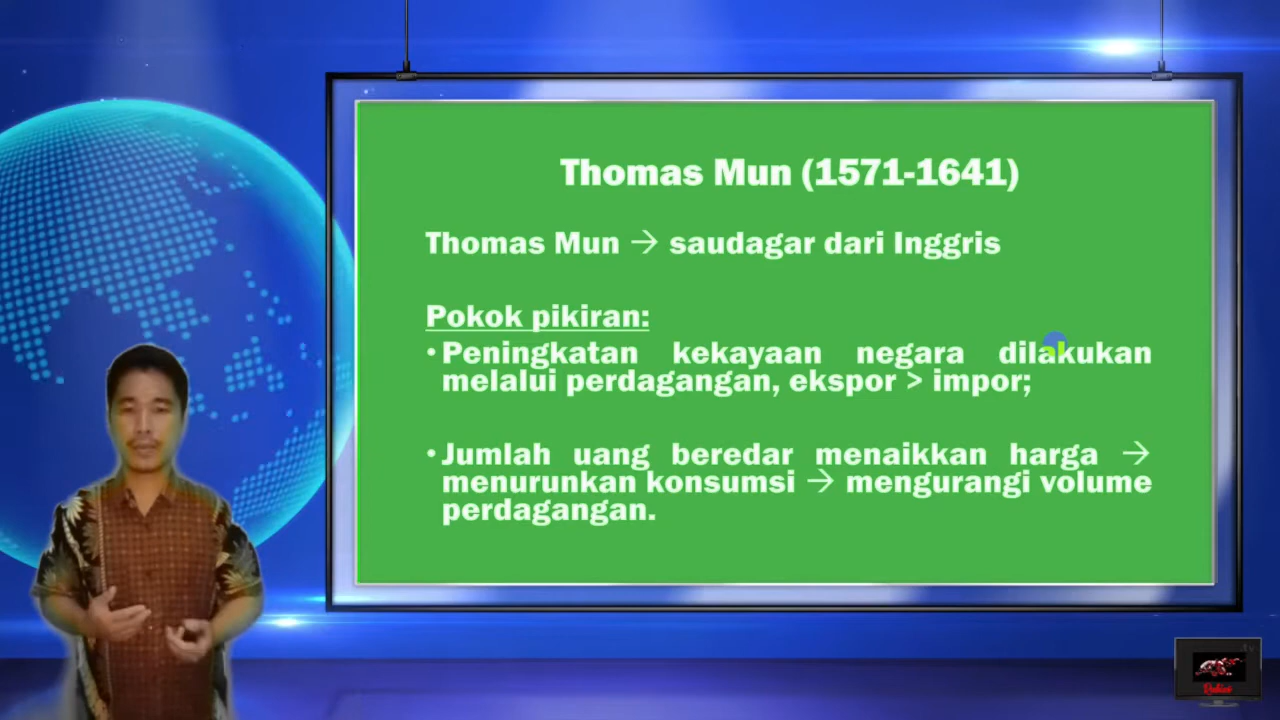 Thomas Mun (1571-1641)
Thomas Mun → saudagar dari Inggris
Pokok pikiran:
• Peningkatan kekayaan negara dilakukan
melalui perdagangan, ekspor > impor;
• Jumlah uang beredar menaikkan harga →
menurunkan konsumsi → mengurangi volume
perdagangan.